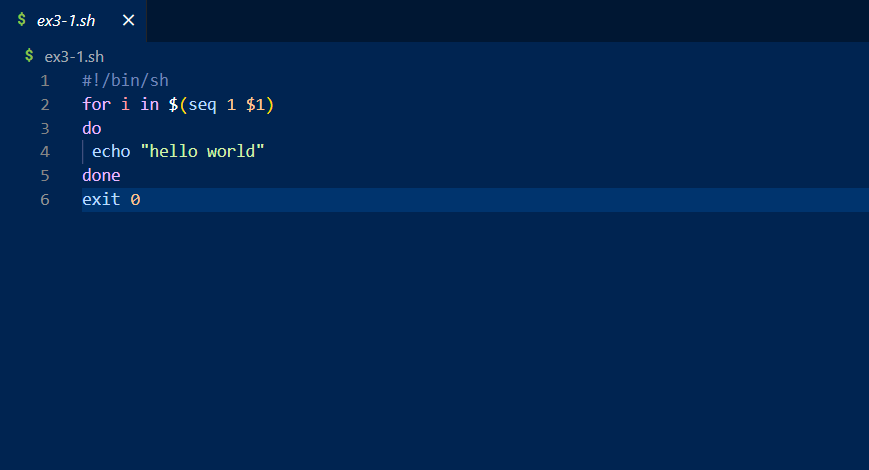 $ ex3-1.sh ×
$ ex3-1.sh
1 #!/bin/sh
2 for i in $(seq 1 $1)
3 do
4 echo "hello world"
5 done
6 exit 0